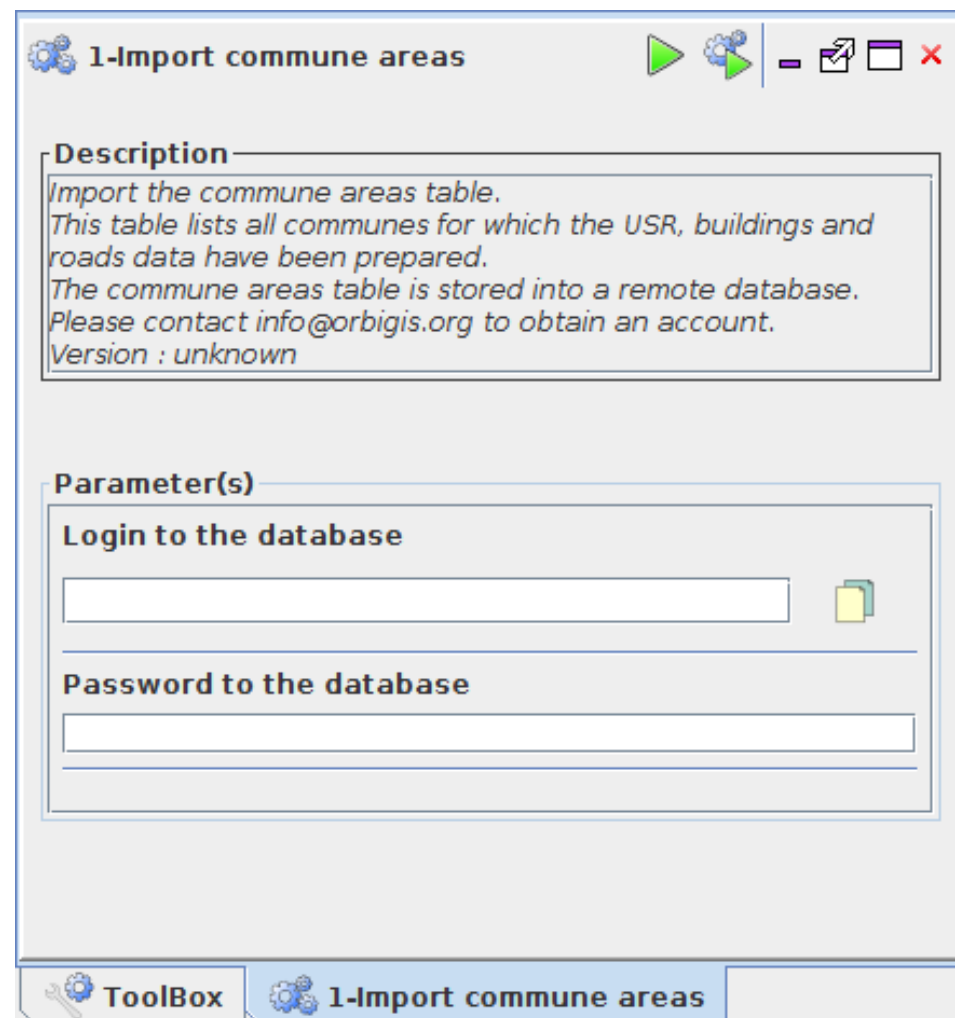 1-Import commune areas
Description
Import the commune areas table.
This table lists all communes for which the USR, buildings and
roads data have been prepared.
The commune areas table is stored into a remote database.
Please contact info@orbigis.org to obtain an account.
Version : unknown
Parameter(s)
Login to the database
Password to the database
ToolBox
1-Import commune areas